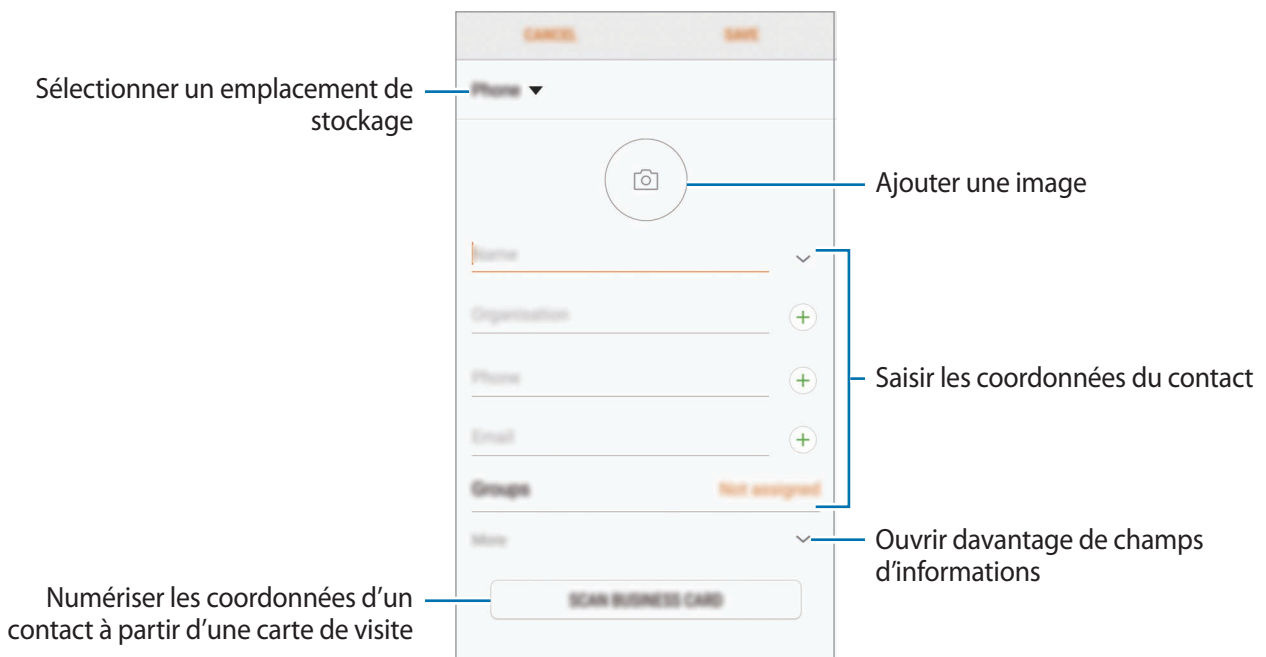 CANCEL SAVE
Sélectionner un emplacement de
stockage
Phone
Ajouter une image
Name
Organisation
Phone
Saisir les coordonnées du contact
Email
Groups Not assigned
More
Ouvrir davantage de champs
d’informations
Numériser les coordonnées d’un
contact à partir d’une carte de visite
SCAN BUSINESS CARD